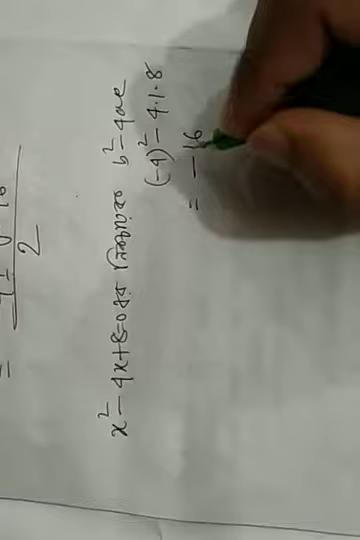 2
x² - 4x+8=0 এর নিশ্চায়ক b² - 4ac
(-4)² - 4.1.8
= -16